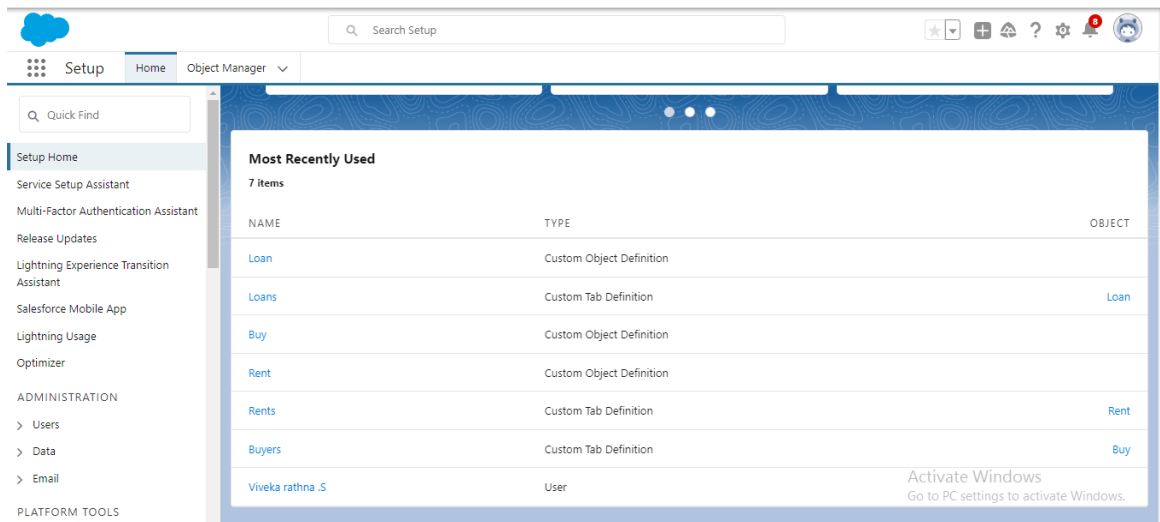 Search Setup
8
Setup
Home
Object Manager
Quick Find
Setup Home
Service Setup Assistant
Multi-Factor Authentication Assistant
Release Updates
Lightning Experience Transition
Assistant
Salesforce Mobile App
Lightning Usage
Optimizer
ADMINISTRATION
Users
Data
Email
PLATFORM TOOLS
Most Recently Used
7 items
NAME TYPE OBJECT
Loan Custom Object Definition
Loans Custom Tab Definition Loan
Buy Custom Object Definition
Rent Custom Object Definition
Rents Custom Tab Definition Rent
Buyers Custom Tab Definition Buy
Viveka rathna .S User
Activate Windows
Go to PC settings to activate Windows.